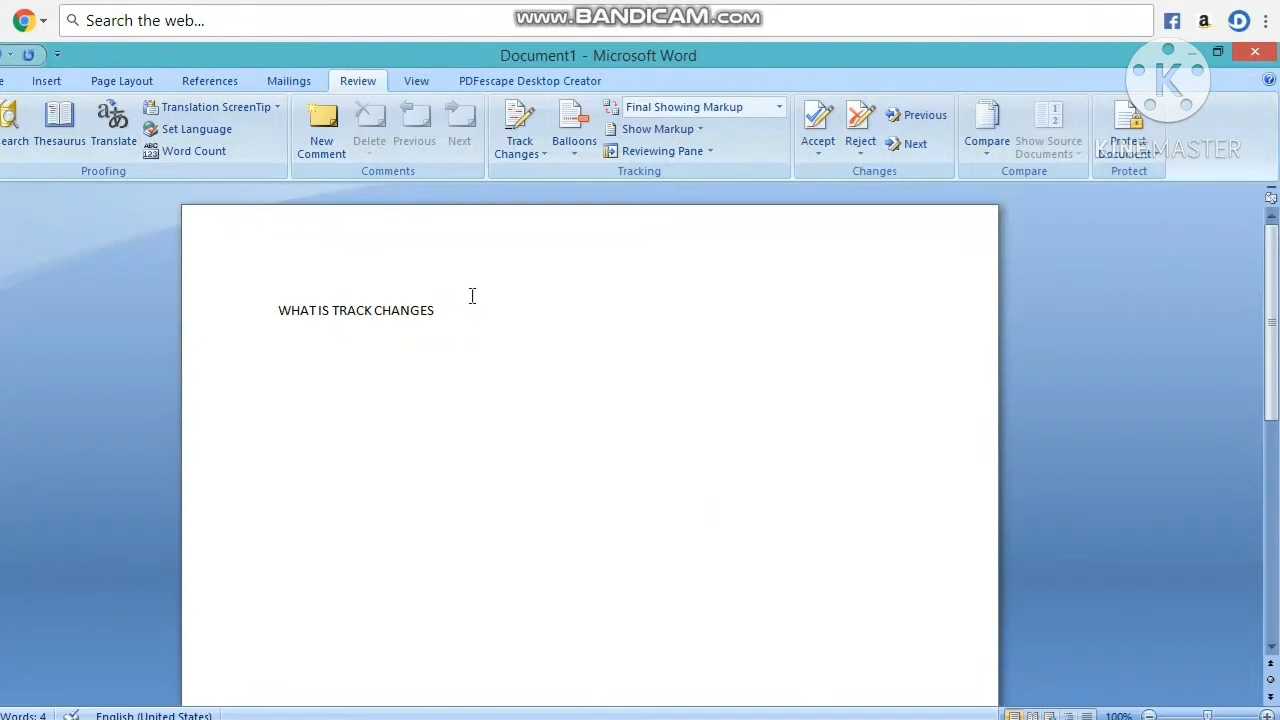 www.BANDICAM.com
Search the web...
Document1 - Microsoft Word
Insert Page Layout References Mailings Review View PDFescape Desktop Creator
K
KINEMASTER
Translation ScreenTip
Set Language
Word Count
earch Thesaurus Translate
Proofing
New Comment Delete Previous Next
Comments
Final Showing Markup
Show Markup
Reviewing Pane
Track Changes Balloons
Tracking
Accept Reject Previous
Next
Changes
Compare Show Source Documents
Compare
Protect Document
Protect
WHAT IS TRACK CHANGES
Words: 4 English (United States) 100%